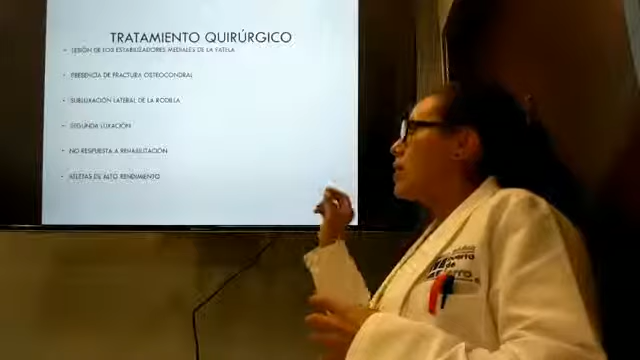 TRATAMIENTO QUIRÚRGICO
• LESIÓN DE LOS ESTABILIZADORES MEDIALES DE LA PATELA
• PRESENCIA DE FRACTURA OSTEOCONDRAL
• SUBLUXACIÓN LATERAL DE LA RODILLA
• SEGUNDA LUXACIÓN
• NO RESPUESTA A REHABILITACIÓN
• ATLETAS DE ALTO RENDIMIENTO